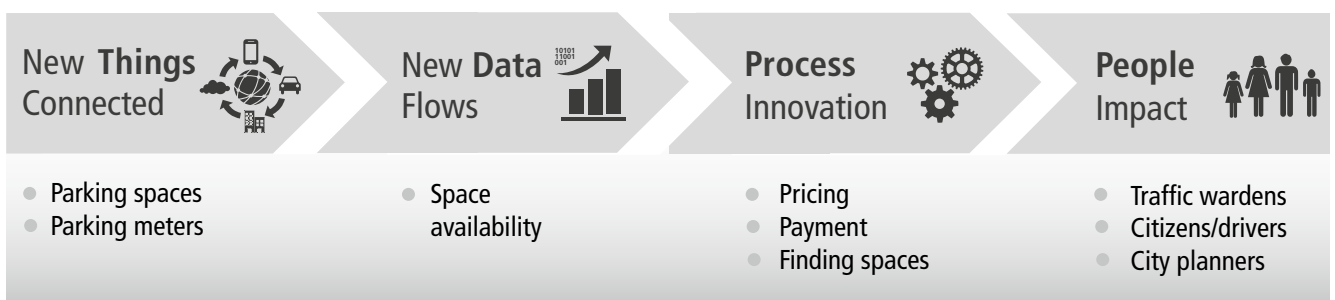 New Things
Connected
New Data
Flows
10101
11001
001
Process
Innovation
People
Impact
Parking spaces
Parking meters
Space
availability
Pricing
Payment
Finding spaces
Traffic wardens
Citizens/drivers
City planners